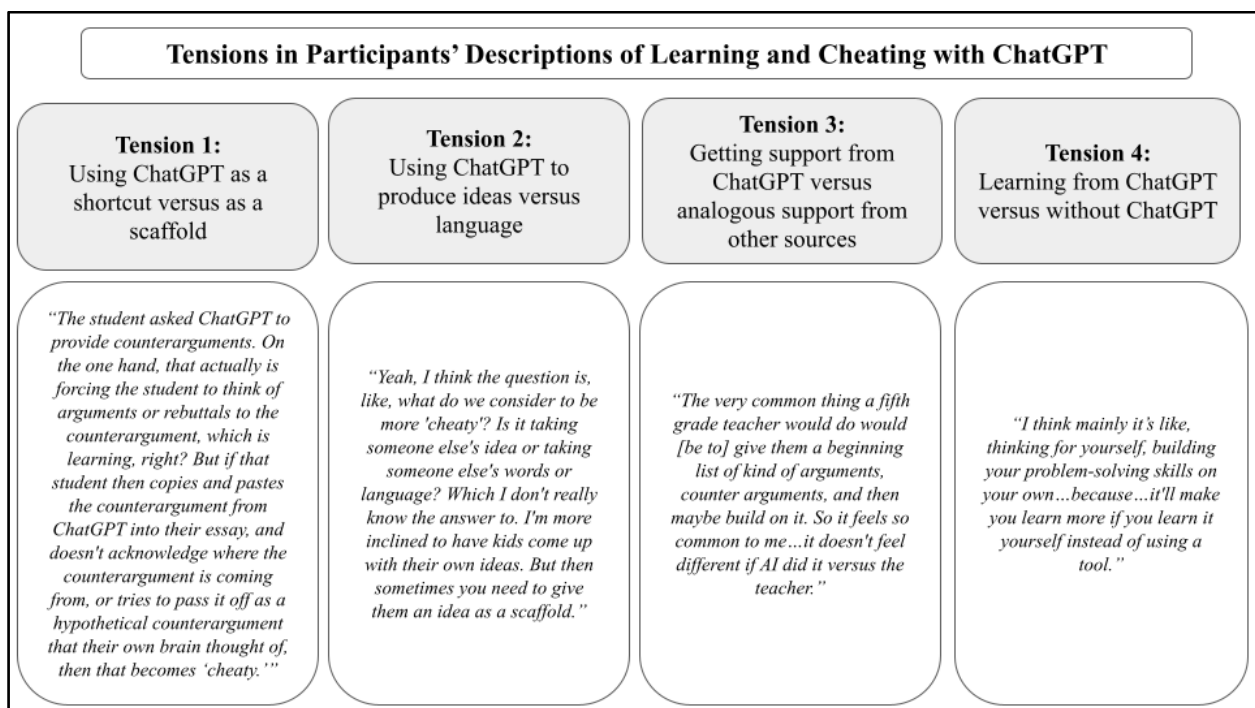 Tensions in Participants’ Descriptions of Learning and Cheating with ChatGPT
Tension 1:
Using ChatGPT as a
shortcut versus as a
scaffold
Tension 2:
Using ChatGPT to
produce ideas versus
language
Tension 3:
Getting support from
ChatGPT versus
analogous support from
other sources
Tension 4:
Learning from ChatGPT
versus without ChatGPT
“The student asked ChatGPT to
provide counterarguments. On
the one hand, that actually is
forcing the student to think of
arguments or rebuttals to the
counterargument, which is
learning, right? But if that
student then copies and pastes
the counterargument from
ChatGPT into their essay, and
doesn't acknowledge where the
counterargument is coming
from, or tries to pass it off as a
hypothetical counterargument
that their own brain thought of,
then that becomes ‘cheaty.’”
“Yeah, I think the question is,
like, what do we consider to be
more 'cheaty'? Is it taking
someone else's idea or taking
someone else's words or
language? Which I don't really
know the answer to. I'm more
inclined to have kids come up
with their own ideas. But then
sometimes you need to give
them an idea as a scaffold.”
“The very common thing a fifth
grade teacher would do would
[be to] give them a beginning
list of kind of arguments,
counter arguments, and then
maybe build on it. So it feels so
common to me…it doesn't feel
different if AI did it versus the
teacher.”
“I think mainly it’s like,
thinking for yourself, building
your problem-solving skills on
your own…because…it'll make
you learn more if you learn it
yourself instead of using a
tool.”